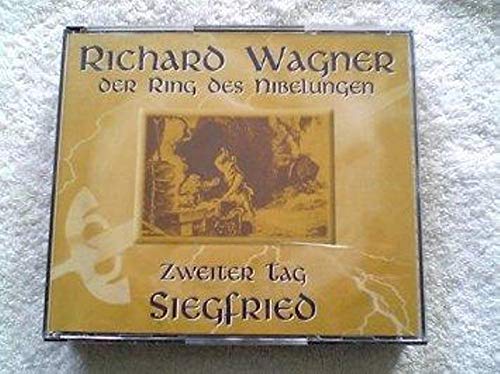 Richard Wagner
Der Ring des Nibelungen
Zweiter Tag
Siegfried